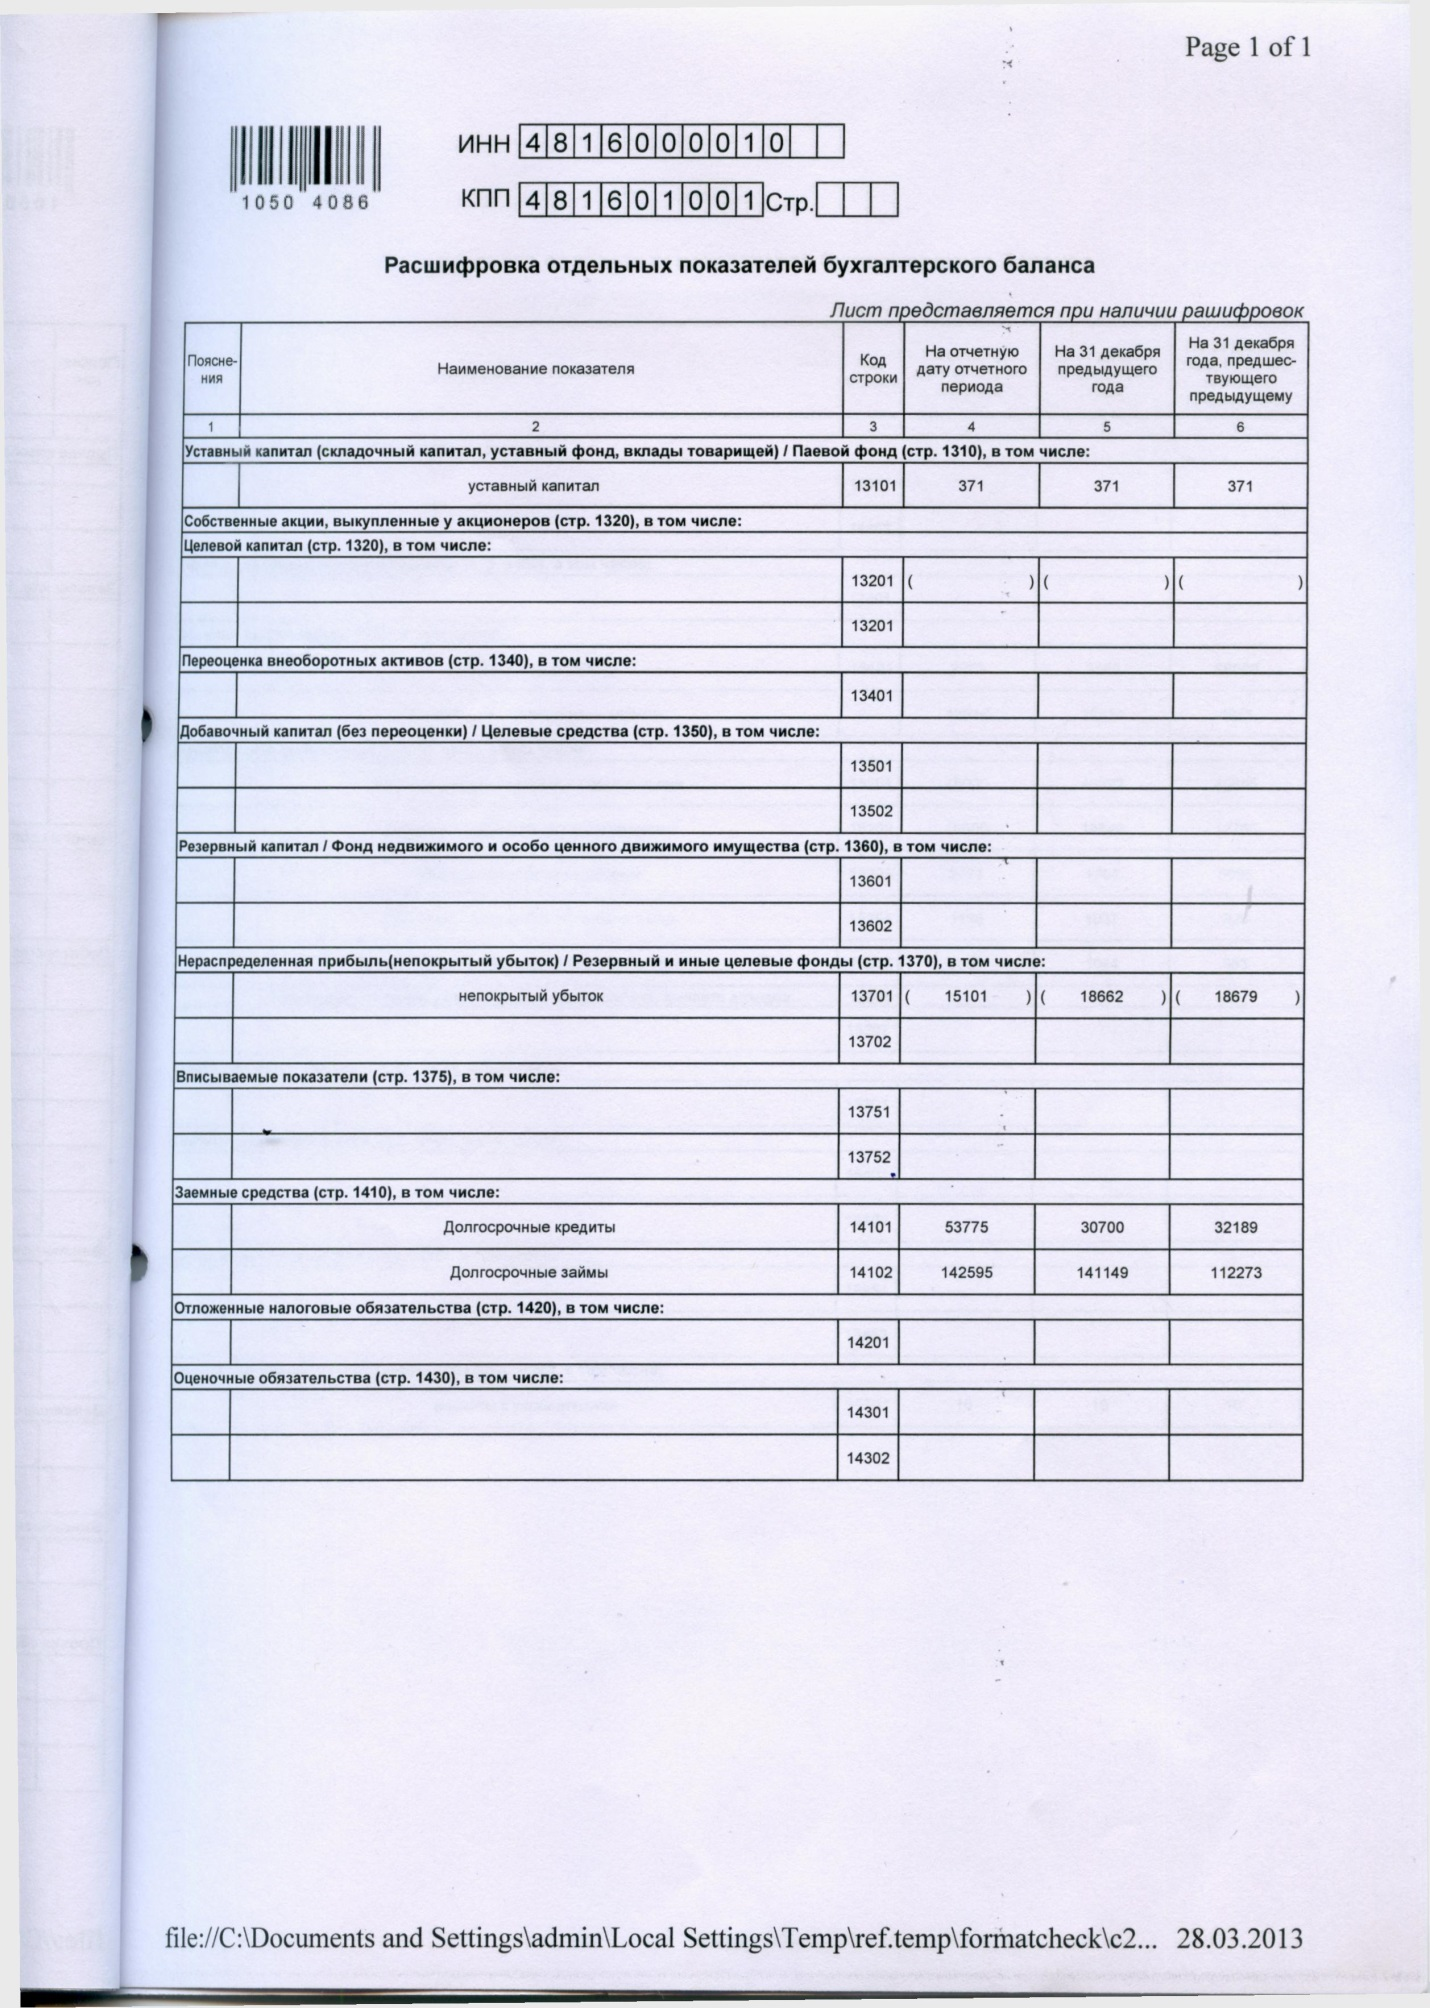 Page 1 of 1
1050 4086
ИНН 4816000010
КПП 481601001 Стр.
Расшифровка отдельных показателей бухгалтерского баланса
Лист представляется при наличии рашифровок
Поясне-ния Наименование показателя Код строки На отчетную дату отчетного периода На 31 декабря предыдущего года На 31 декабря года, предшес-твующего предыдущему
1 2 3 4 5 6
Уставный капитал (складочный капитал, уставный фонд, вклады товарищей) / Паевой фонд (стр. 1310), в том числе:
уставный капитал 13101 371 371 371
Собственные акции, выкупленные у акционеров (стр. 1320), в том числе:
Целевой капитал (стр. 1320), в том числе:
13201 ( ) ( ) ( )
13201
Переоценка внеоборотных активов (стр. 1340), в том числе:
13401
Добавочный капитал (без переоценки) / Целевые средства (стр. 1350), в том числе:
13501
13502
Резервный капитал / Фонд недвижимого и особо ценного движимого имущества (стр. 1360), в том числе:
13601
13602
Нераспределенная прибыль(непокрытый убыток) / Резервный и иные целевые фонды (стр. 1370), в том числе:
непокрытый убыток 13701 ( 15101 ) ( 18662 ) ( 18679 )
13702
Вписываемые показатели (стр. 1375), в том числе:
13751
13752
Заемные средства (стр. 1410), в том числе:
Долгосрочные кредиты 14101 53775 30700 32189
Долгосрочные займы 14102 142595 141149 112273
Отложенные налоговые обязательства (стр. 1420), в том числе:
14201
Оценочные обязательства (стр. 1430), в том числе:
14301
14302
file://C:\Documents and Settings\admin\Local Settings\Temp\ref.temp\formatcheck\c2... 28.03.2013